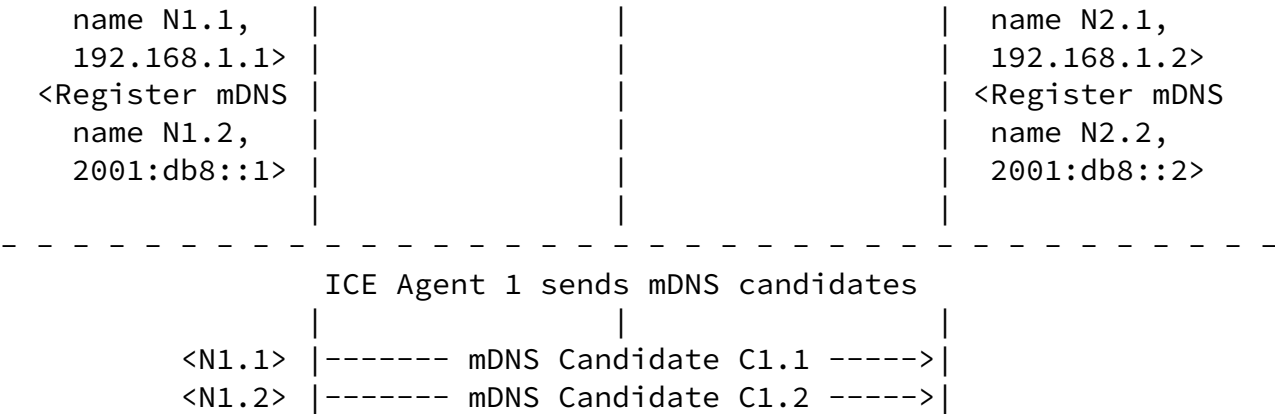 name N1.1,  |                |                |  name N2.1,
    192.168.1.1> |                |                |  192.168.1.2>
  <Register mDNS |                |                | <Register mDNS
    name N1.2,   |                |                |  name N2.2,
    2001:db8::1> |                |                |  2001:db8::2>
                 |                |                |
- - - - - - - - - - - - - - - - - - - - - - - - - - - - - - - - - - - -
                  ICE Agent 1 sends mDNS candidates
                 |                |                |
          <N1.1> |------- mDNS Candidate C1.1 ----->|
          <N1.2> |------- mDNS Candidate C1.2 ----->|